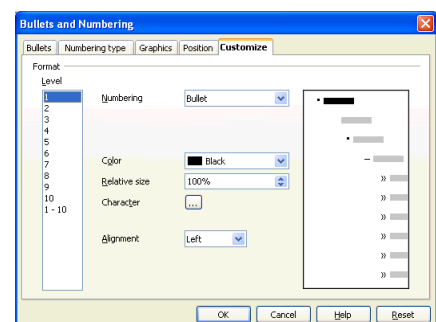 Bullets and Numbering
Bullets Numbering type Graphics Position Customize
Format
Level
1
2
3
4
5
6
7
8
9
10
1 - 10
Numbering Bullet
Color Black
Relative size 100%
Character ...
Alignment Left
OK Cancel Help Reset